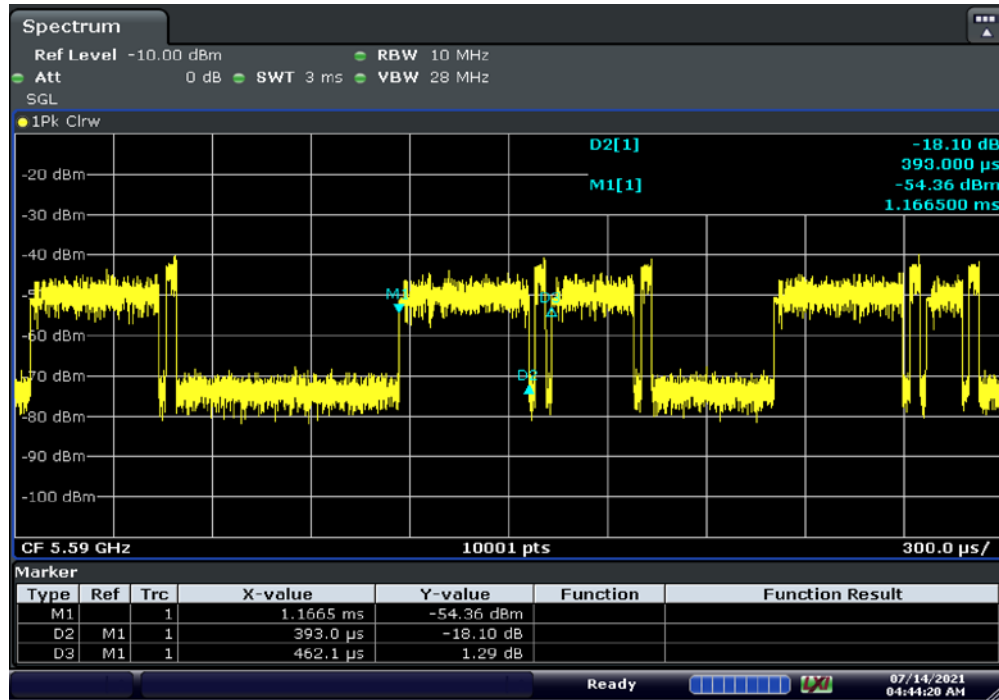 Spectrum
Ref Level -10.00 dBm RBW 10 MHz
Att 0 dB SWT 3 ms VBW 28 MHz
SGL
1Pk Clrw
D2[1] -18.10 dB
393.000 µs
-20 dBm
M1[1] -54.36 dBm
1.166500 ms
-30 dBm
-40 dBm
M1
-60 dBm
D2
-70 dBm
-80 dBm
-90 dBm
-100 dBm
CF 5.59 GHz 10001 pts 300.0 µs/
Marker
Type Ref Trc X-value Y-value Function Function Result
M1 1 1.1665 ms -54.36 dBm
D2 M1 1 393.0 µs -18.10 dB
D3 M1 1 462.1 µs 1.29 dB
Ready LXI 07/14/2021
04:44:20 AM